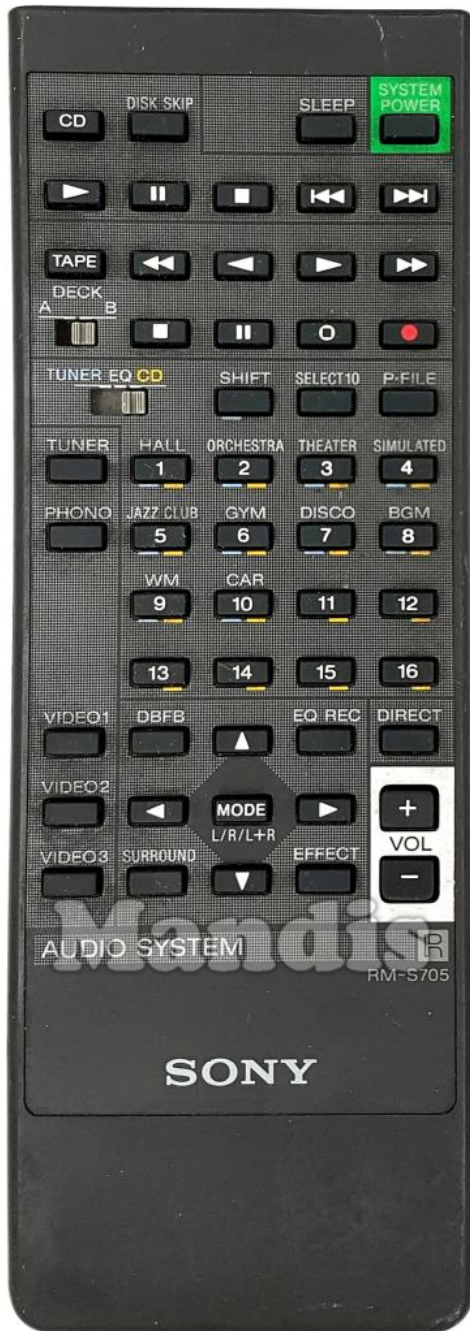 SYSTEM
DISK SKIP SLEEP POWER
CD
TAPE
DECK
A B
TUNER EQ CD SHIFT SELECT10 P·FILE
TUNER HALL ORCHESTRA THEATER SIMULATED
1 2 3 4
PHONO JAZZ CLUB GYM DISCO BGM
5 6 7 8
WM CAR
9 10 11 12
13 14 15 16
VIDEO1 DBFB EQ REC DIRECT
VIDEO2
MODE +
L/R/L+R VOL
VIDEO3 SURROUND EFFECT −
Mandis
AUDIO SYSTEM R
RM-S705
SONY